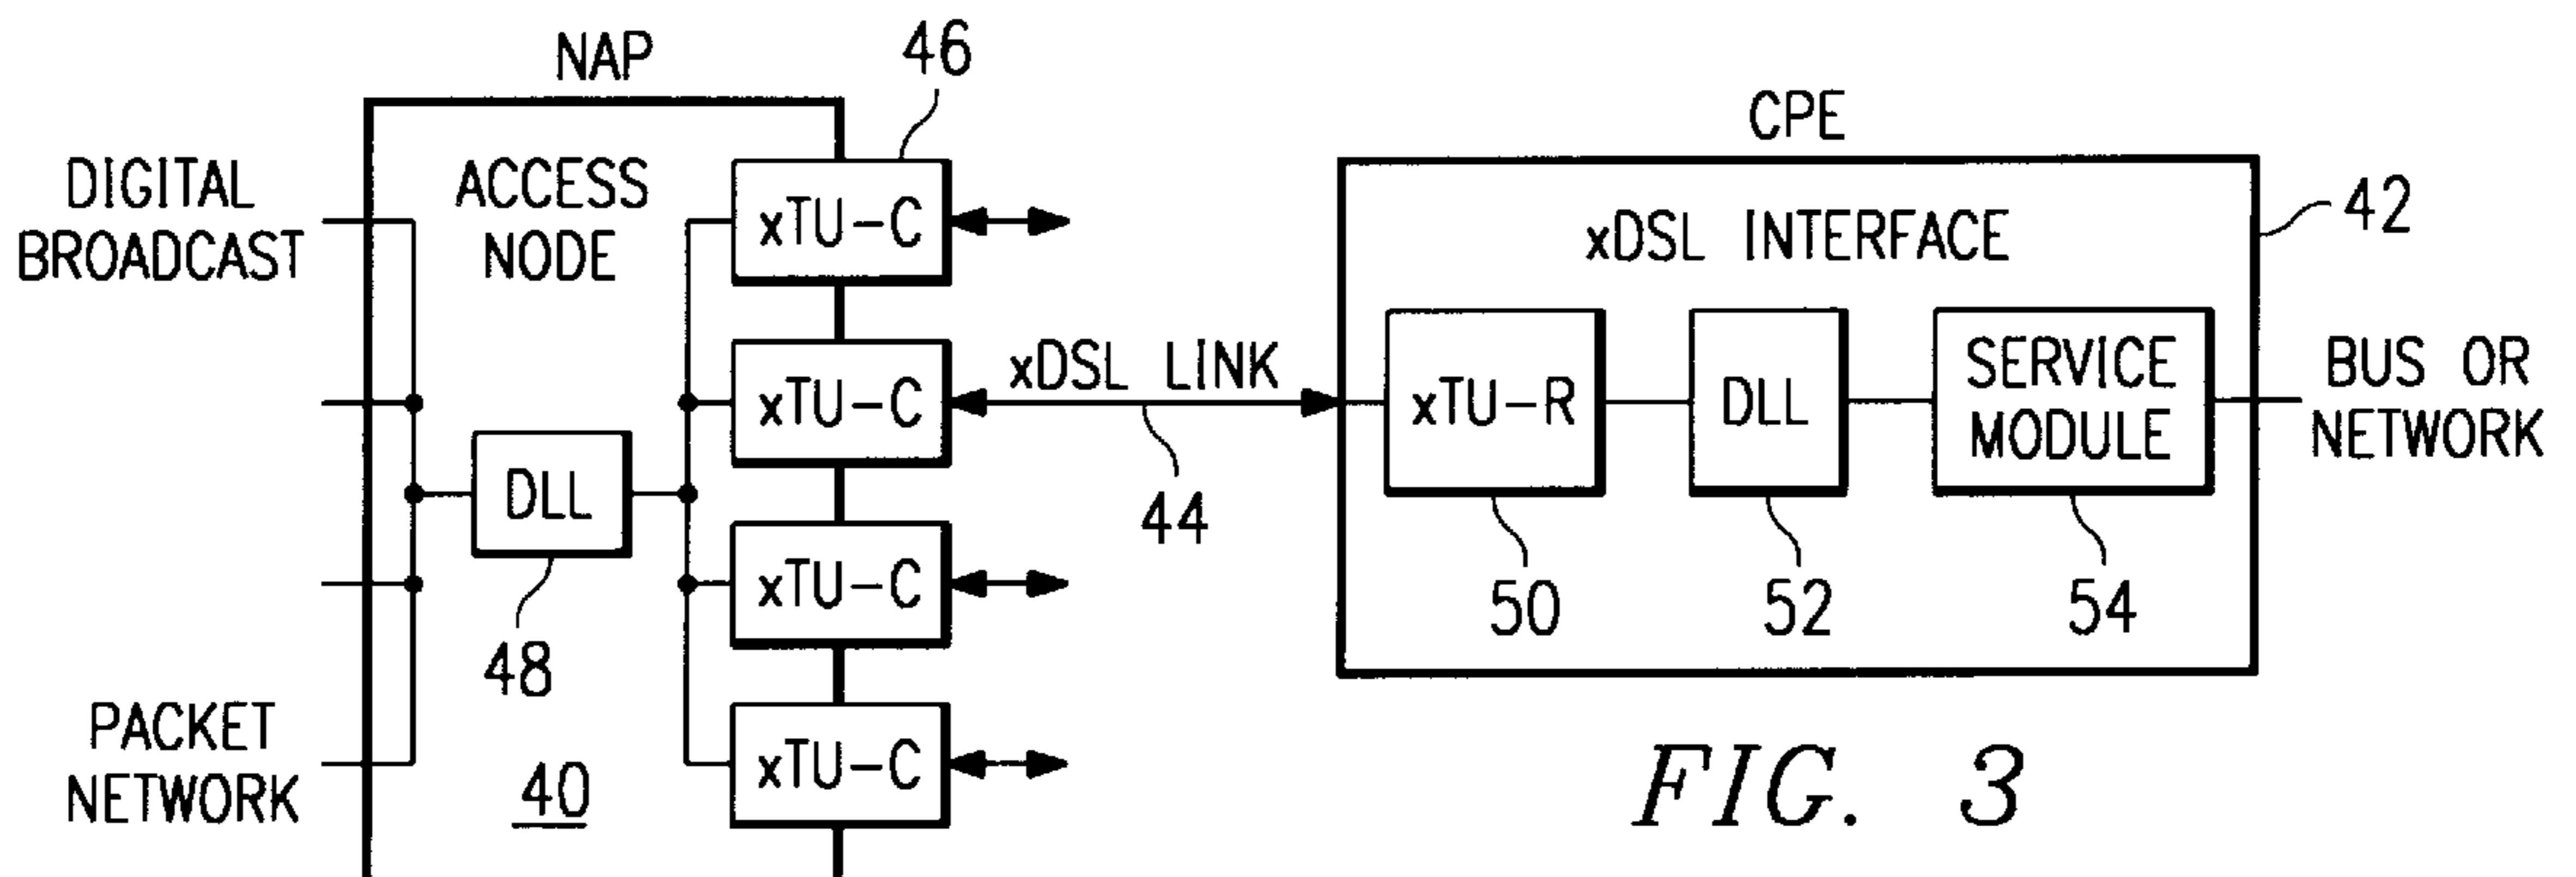 NAP
46
CPE
DIGITAL
BROADCAST
ACCESS
NODE
xTU-C
xDSL INTERFACE
42
xTU-C
xDSL LINK
44
xTU-R
DLL
SERVICE
MODULE
BUS OR
NETWORK
DLL
48
xTU-C
50
52
54
PACKET
NETWORK
40
xTU-C
FIG. 3